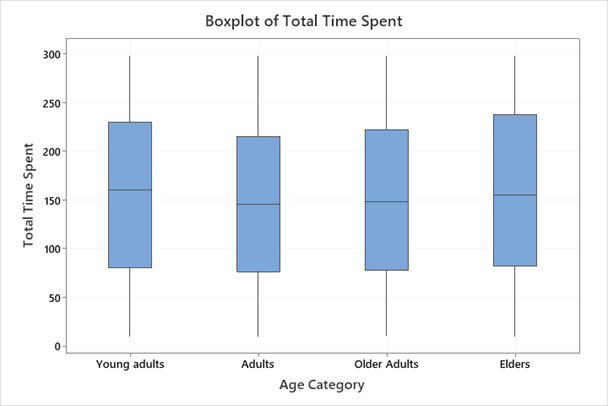 Boxplot of Total Time Spent
300
250
200
150
100
50
0
Total Time Spent
Young adults
Adults
Older Adults
Elders
Age Category